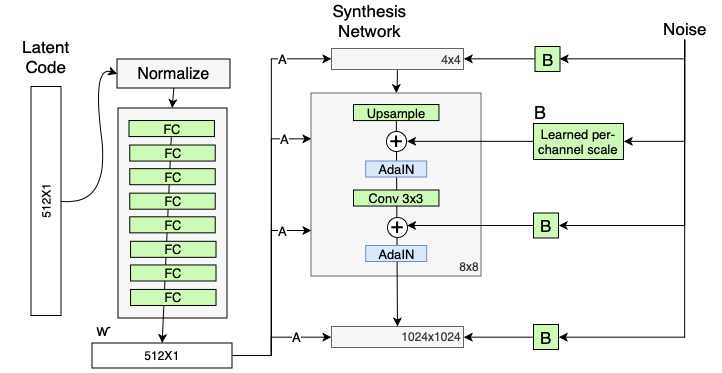 Synthesis
Network
Noise
Latent
Code
Normalize
A
4x4
B
512X1
FC
FC
FC
FC
FC
FC
FC
FC
Upsample
B
A
Learned per-
channel scale
AdaIN
Conv 3x3
A
B
AdaIN
8x8
w
A
1024x1024
B
512X1